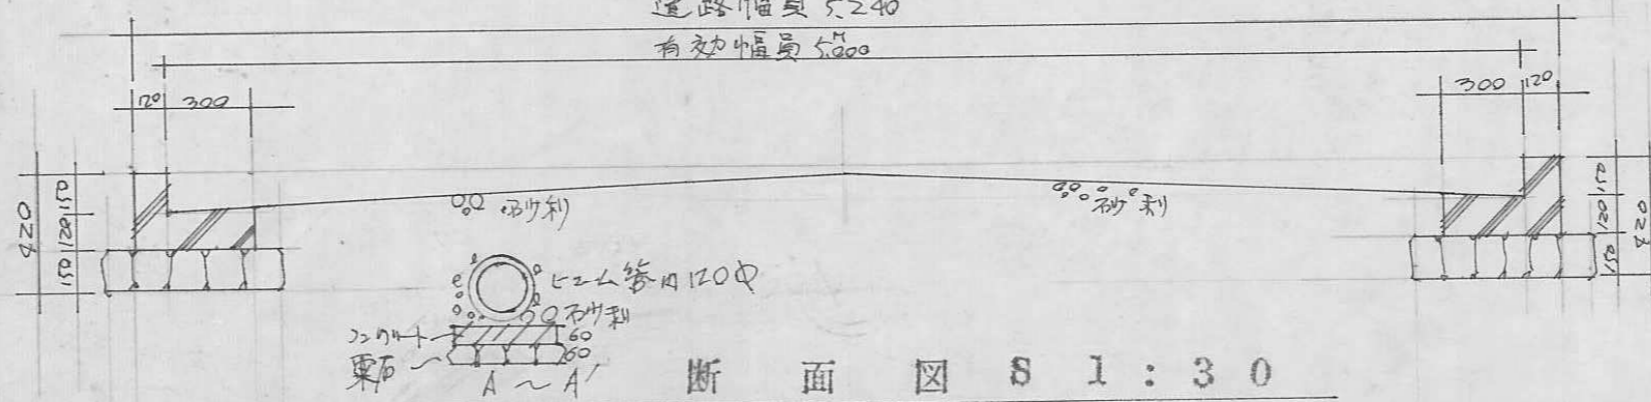 道路幅員 5.240
有効幅員 5.000
M
120 300
300 120
420
150 120 150
150 120 150
420
砂利
砂利
ヒューム管内120Φ
砂利
コンクリート
60
栗石
60
A ~ A'
断面図 S 1:30